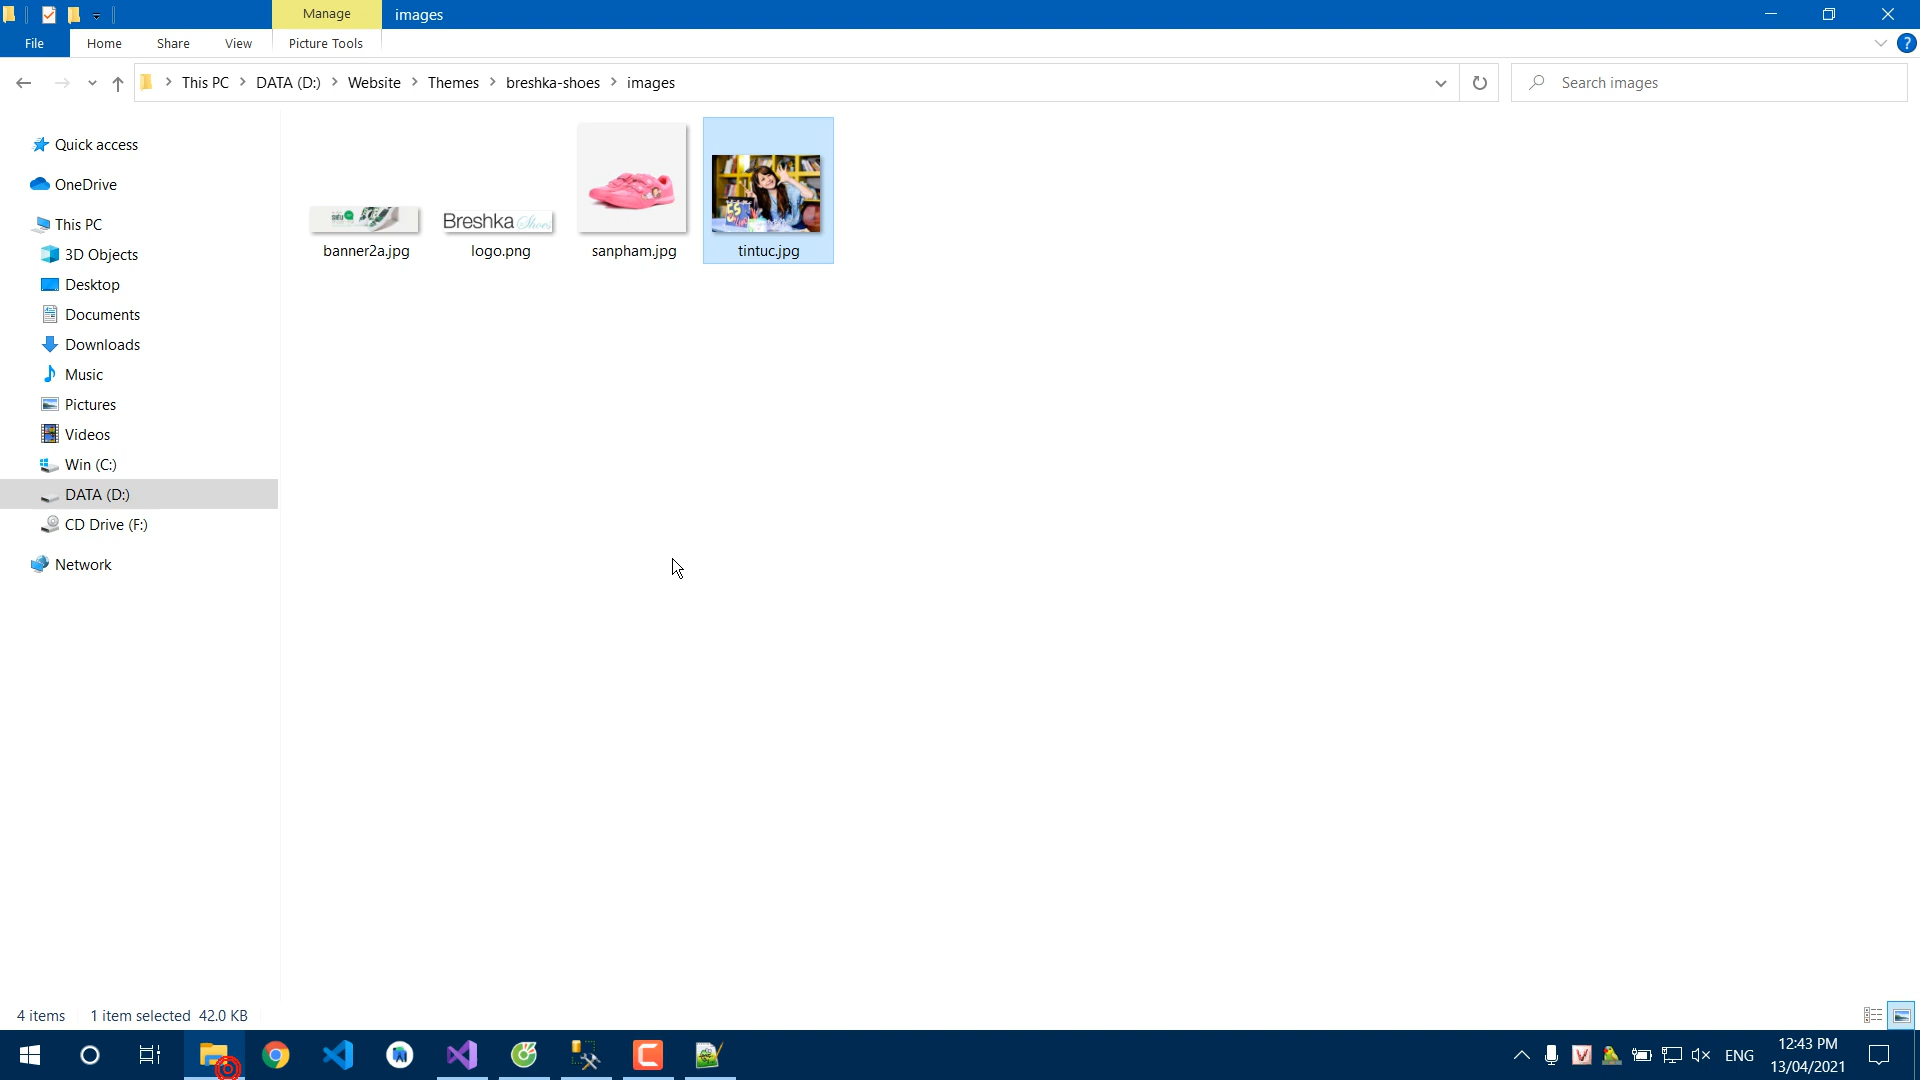 Manage
images
File
Home
Share
View
Picture Tools
This PC
DATA (D:)
Website
Themes
breshka-shoes
images
Search images
Quick access
OneDrive
This PC
3D Objects
Desktop
Documents
Downloads
Music
Pictures
Videos
Win (C:)
DATA (D:)
CD Drive (F:)
Network
Breshka Shoes
banner2a.jpg
logo.png
sanpham.jpg
tintuc.jpg
4 items
1 item selected 42.0 KB
ENG
12:43 PM
13/04/2021